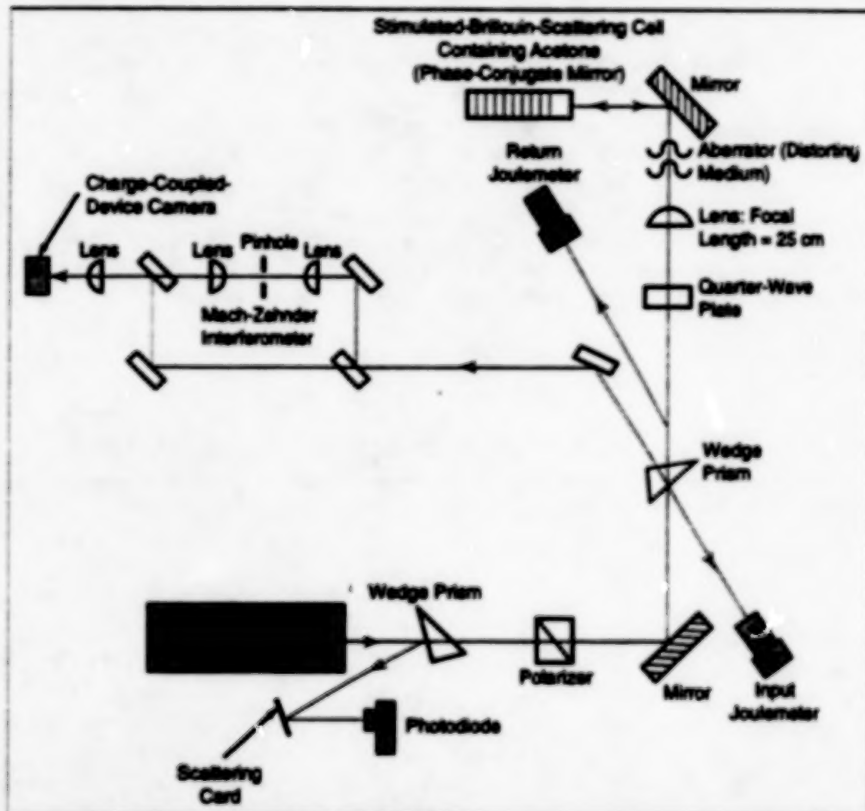 Stimulated-Brillouin-Scattering Cell
Containing Acetone
(Phase-Conjugate Mirror)
Mirror
Return
Joulemeter
Aberrator (Distorting
Medium)
Charge-Coupled-
Device Camera
Lens: Focal
Length = 25 cm
Lens
Lens
Pinhole
Lens
Quarter-Wave
Plate
Mach-Zehnder
Interferometer
Wedge
Prism
Wedge Prism
Polarizer
Mirror
Input
Joulemeter
Photodiode
Scattering
Card